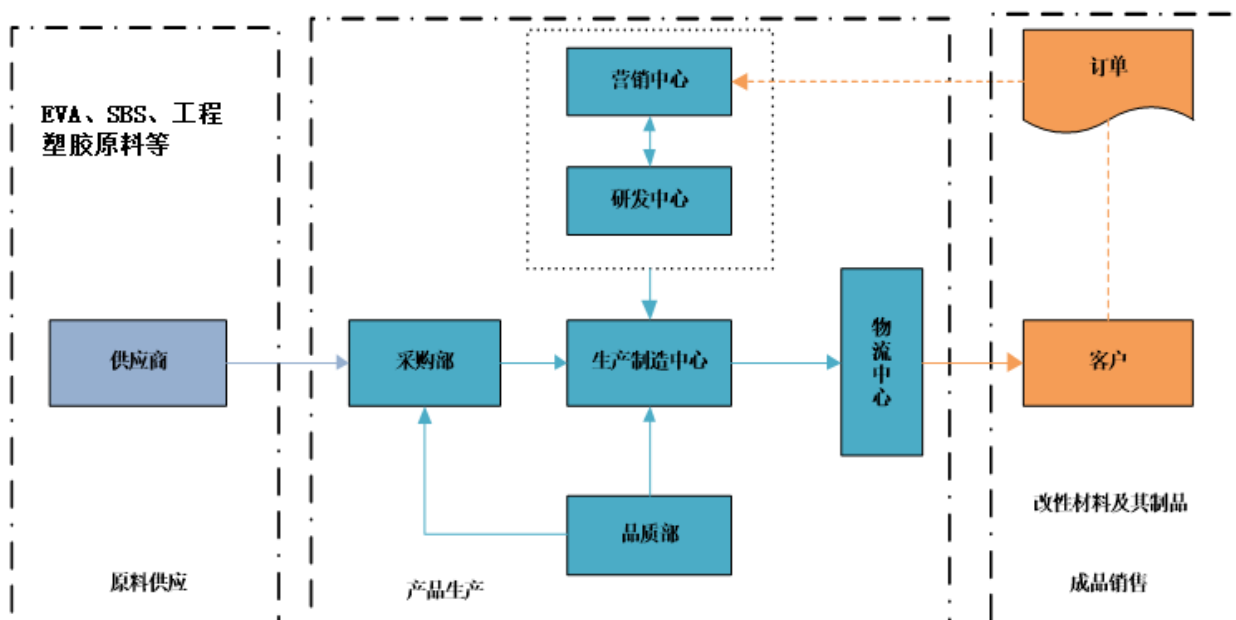 EVA、SBS、工程
塑胶原料等
供应商
原料供应
营销中心
研发中心
采购部
生产制造中心
物流中心
品质部
产品生产
订单
客户
改性材料及其制品
成品销售